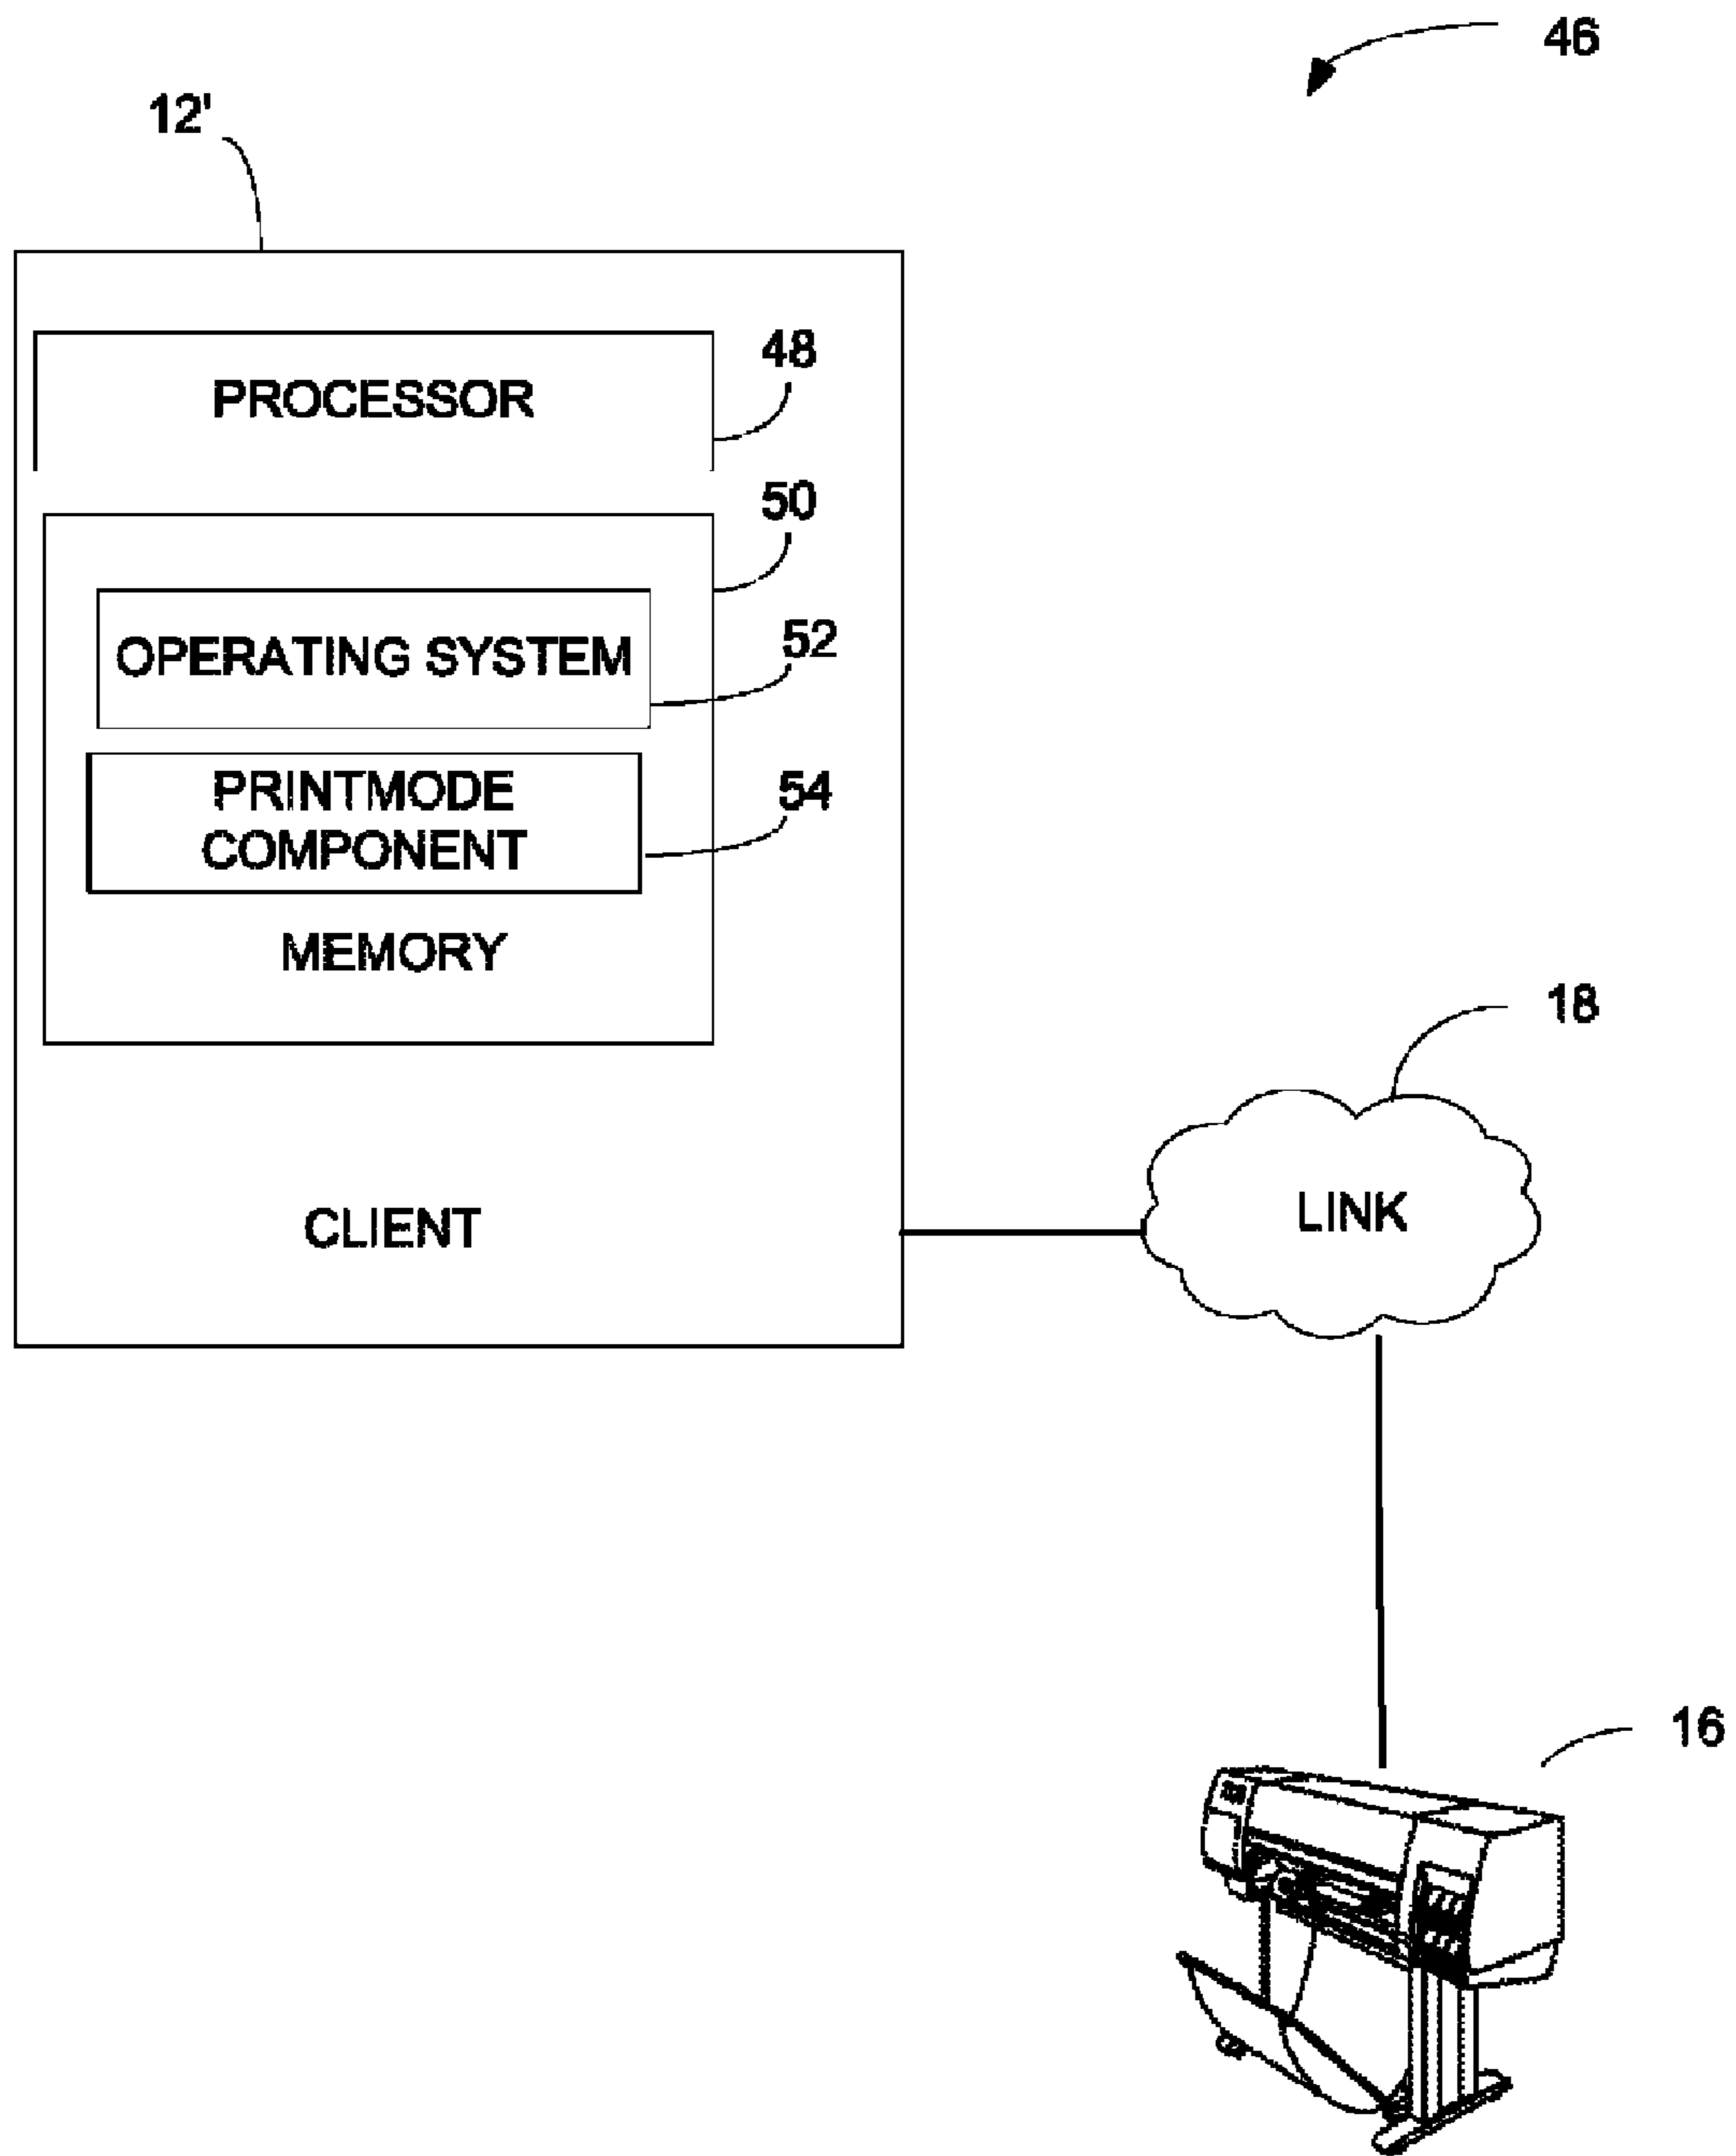 46
12'
PROCESSOR
48
50
OPERATING SYSTEM
52
PRINTMODE
COMPONENT
54
MEMORY
18
LINK
CLIENT
16